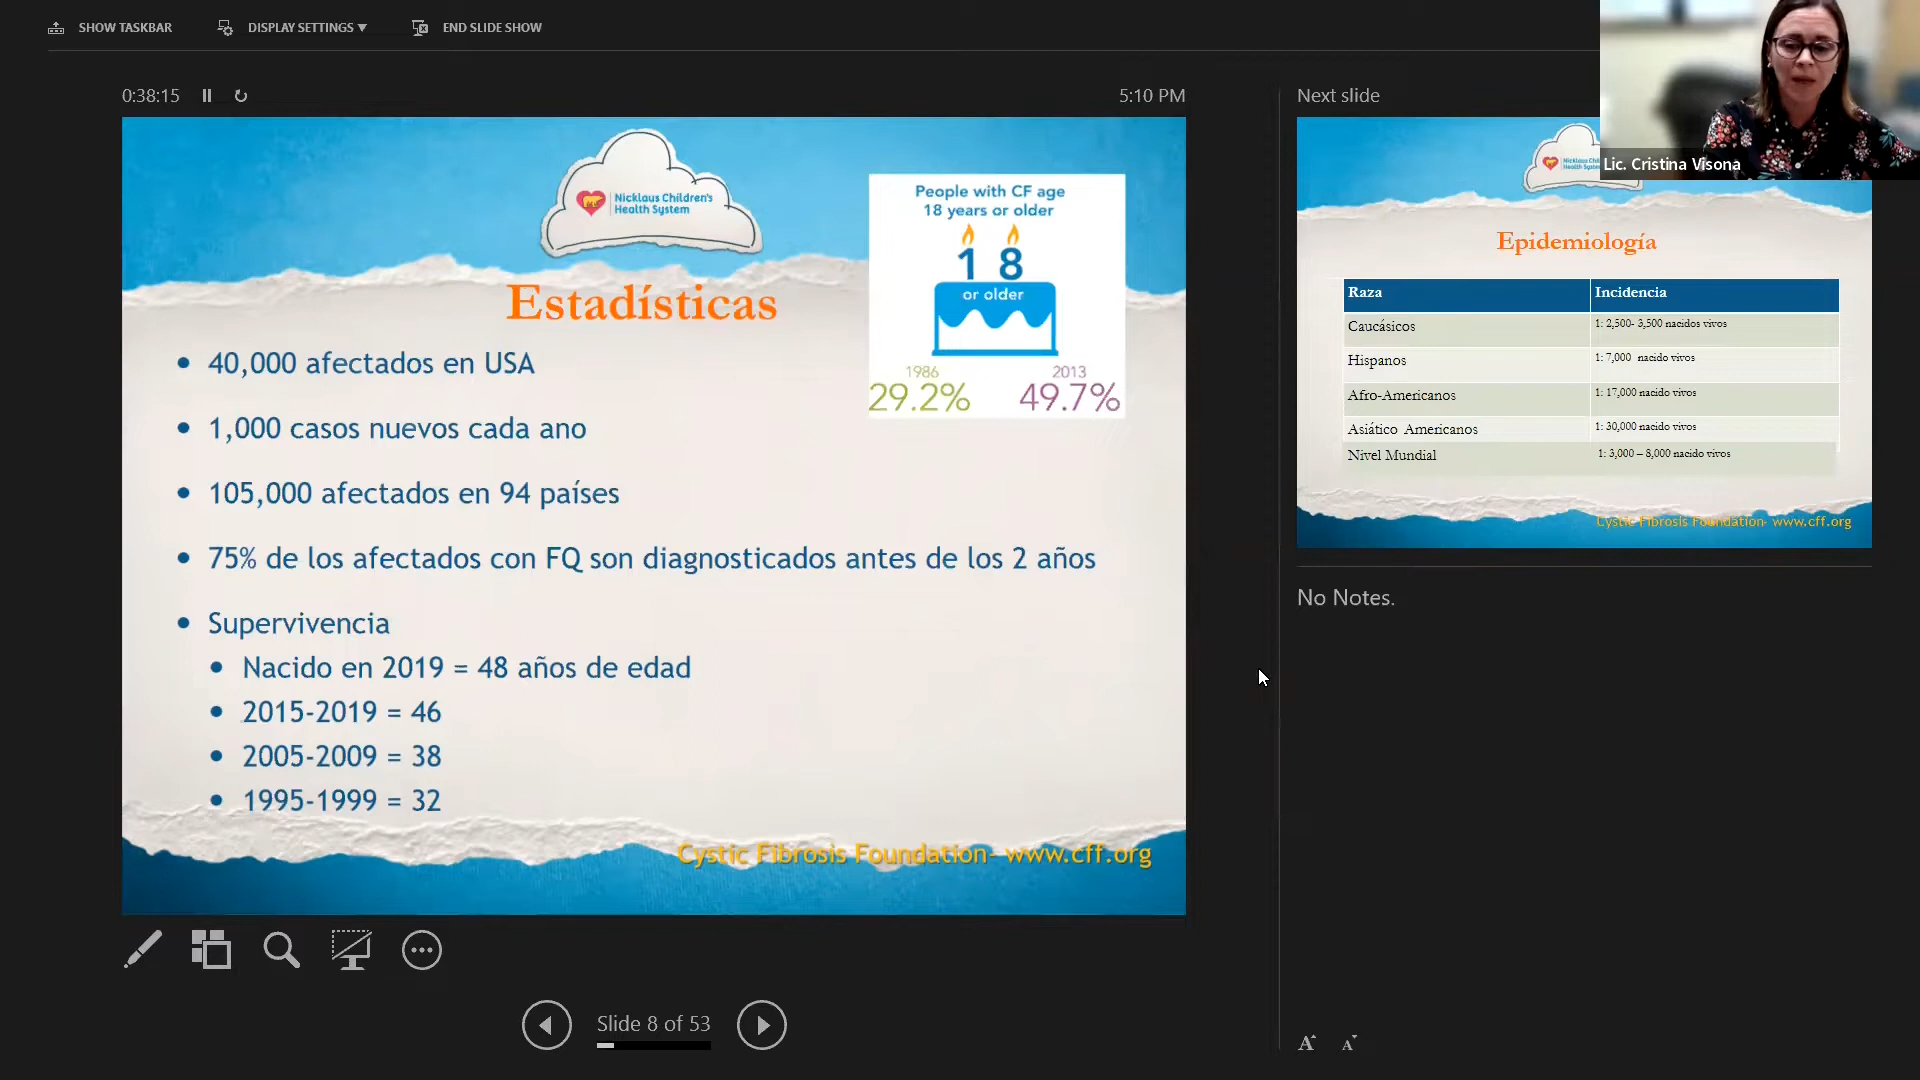 SHOW TASKBAR
DISPLAY SETTINGS
END SLIDE SHOW
0:38:15
5:10 PM
Nicklaus Children's
Health System
People with CF age
18 years or older
18
or older
1986
2013
29.2%
49.7%
Estadísticas
40,000 afectados en USA
1,000 casos nuevos cada ano
105,000 afectados en 94 países
75% de los afectados con FQ son diagnosticados antes de los 2 años
Supervivencia
Nacido en 2019 = 48 años de edad
2015-2019 = 46
2005-2009 = 38
1995-1999 = 32
Cystic Fibrosis Foundation- www.cff.org
Slide 8 of 53
Next slide
Lic. Cristina Visona
Nicklaus
Health
Epidemiología
Raza
Incidencia
Caucásicos
1: 2,500- 3,500 nacidos vivos
Hispanos
1: 7,000 nacido vivos
Afro-Americanos
1: 17,000 nacido vivos
Asiático Americanos
1: 30,000 nacido vivos
Nivel Mundial
1: 3,000 – 8,000 nacido vivos
Cystic Fibrosis Foundation- www.cff.org
No Notes.
A
A